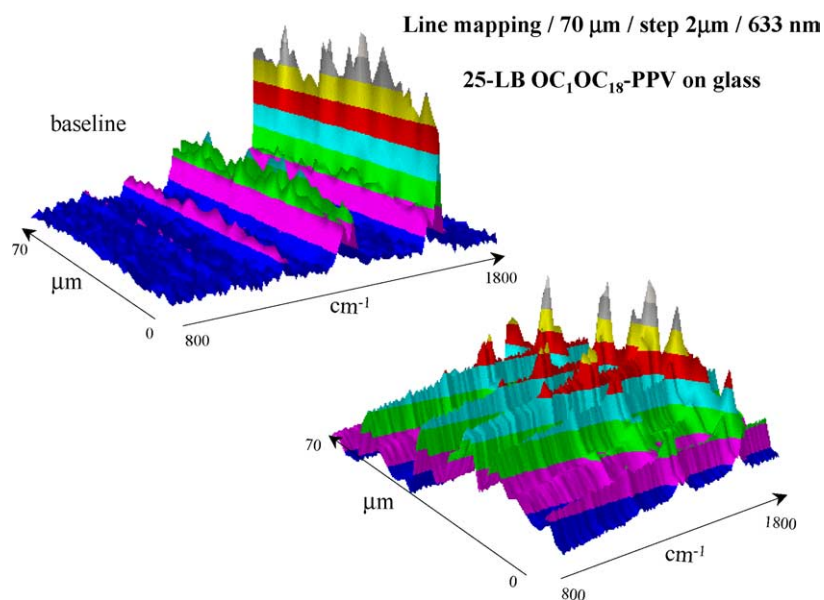 Line mapping / 70 μm / step 2μm / 633 nm
25-LB OC₁OC₁₈-PPV on glass
baseline
70
μm
0
800
cm⁻¹
1800
70
μm
0
800
cm⁻¹
1800